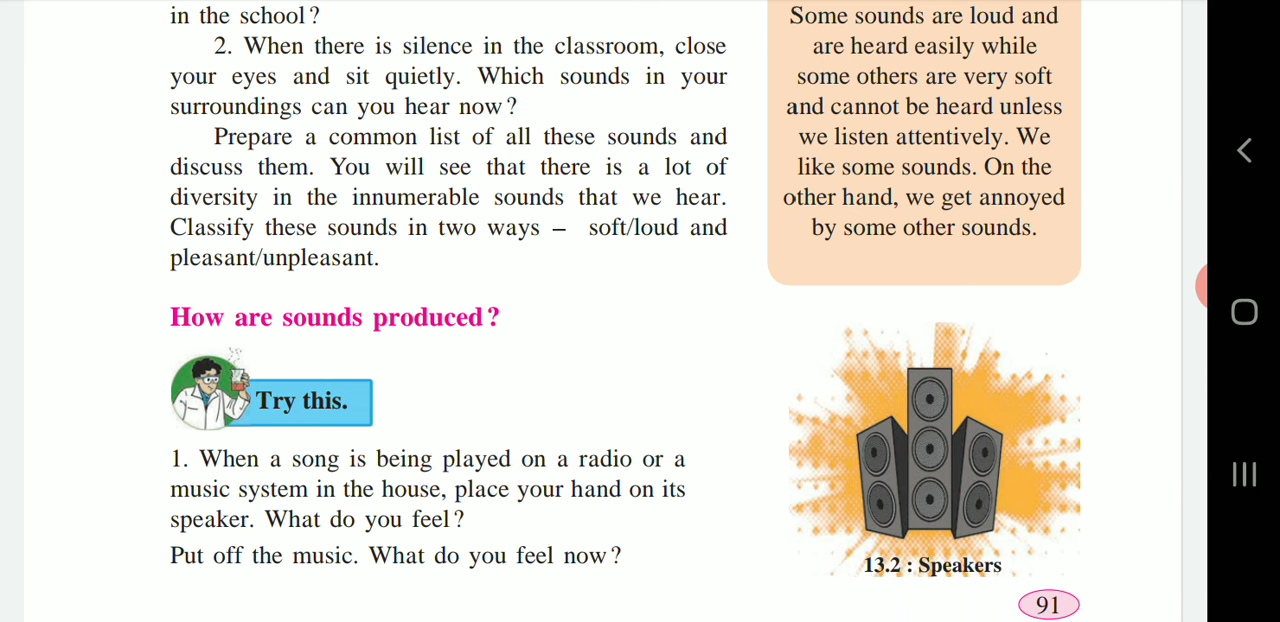 in the school?
2. When there is silence in the classroom, close
your eyes and sit quietly. Which sounds in your
surroundings can you hear now?
Prepare a common list of all these sounds and
discuss them. You will see that there is a lot of
diversity in the innumerable sounds that we hear.
Classify these sounds in two ways – soft/loud and
pleasant/unpleasant.
Some sounds are loud and
are heard easily while
some others are very soft
and cannot be heard unless
we listen attentively. We
like some sounds. On the
other hand, we get annoyed
by some other sounds.
How are sounds produced?
Try this.
1. When a song is being played on a radio or a
music system in the house, place your hand on its
speaker. What do you feel?
Put off the music. What do you feel now?
13.2 : Speakers
91